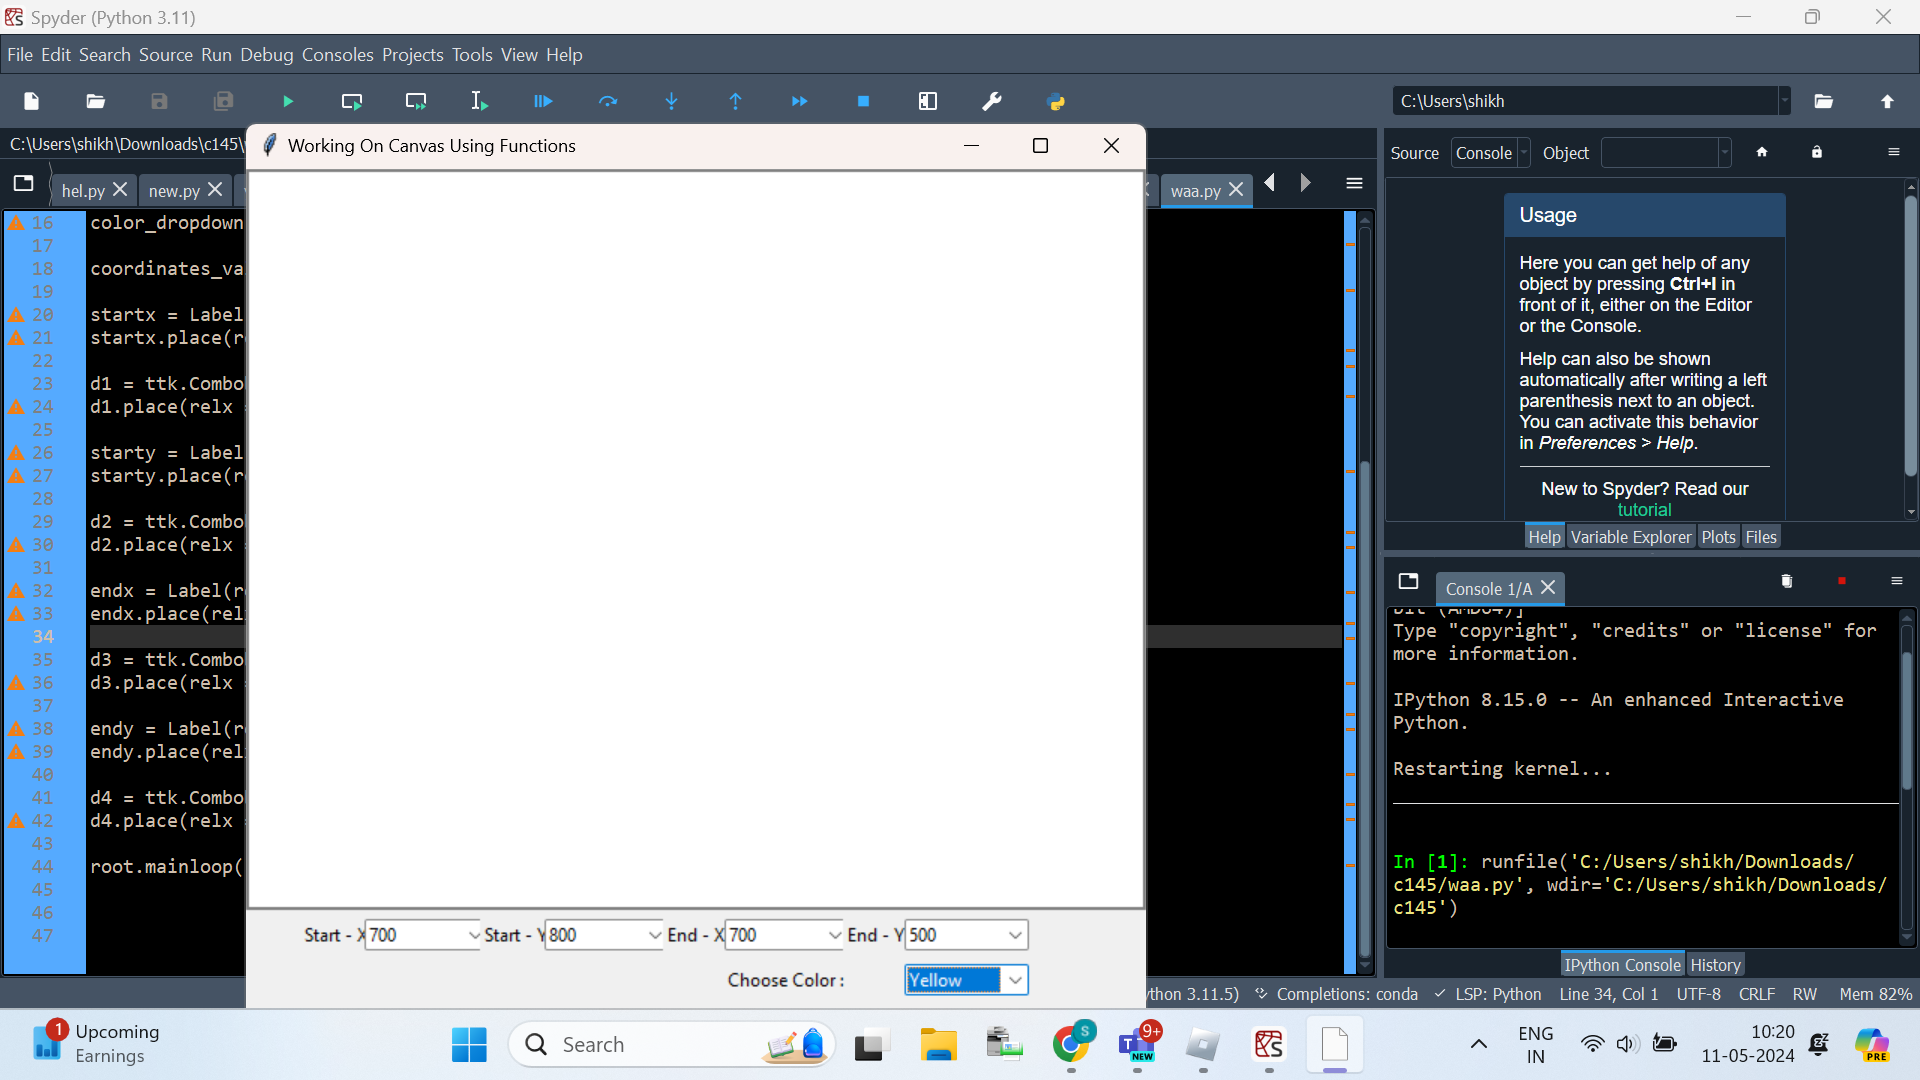 Spyder (Python 3.11)
File Edit Search Source Run Debug Consoles Projects Tools View Help
C:\Users\shikh
C:\Users\shikh\Downloads\c145\
Working On Canvas Using Functions
Source Console Object
hel.py
new.py
waa.py
16 color_dropdown
17
18 coordinates_va
19
20 startx = Label
21 startx.place(r
22
23 d1 = ttk.Combo
24 d1.place(relx
25
26 starty = Label
27 starty.place(r
28
29 d2 = ttk.Combo
30 d2.place(relx
31
32 endx = Label(r
33 endx.place(rel
34
35 d3 = ttk.Combo
36 d3.place(relx
37
38 endy = Label(r
39 endy.place(rel
40
41 d4 = ttk.Combo
42 d4.place(relx
43
44 root.mainloop(
45
46
47
Start - X 700 Start - Y 800 End - X 700 End - Y 500
Choose Color : Yellow
Usage
Here you can get help of any
object by pressing Ctrl+I in
front of it, either on the Editor
or the Console.
Help can also be shown
automatically after writing a left
parenthesis next to an object.
You can activate this behavior
in Preferences > Help.
New to Spyder? Read our
tutorial
Help Variable Explorer Plots Files
Console 1/A
bit (AMD64)]
Type "copyright", "credits" or "license" for
more information.
IPython 8.15.0 -- An enhanced Interactive
Python.
Restarting kernel...
In [1]: runfile('C:/Users/shikh/Downloads/
c145/waa.py', wdir='C:/Users/shikh/Downloads/
c145')
IPython Console History
ython 3.11.5) Completions: conda LSP: Python Line 34, Col 1 UTF-8 CRLF RW Mem 82%
1
Upcoming
Earnings
Search
S
9+
NEW
ENG
IN
10:20
11-05-2024
PRE